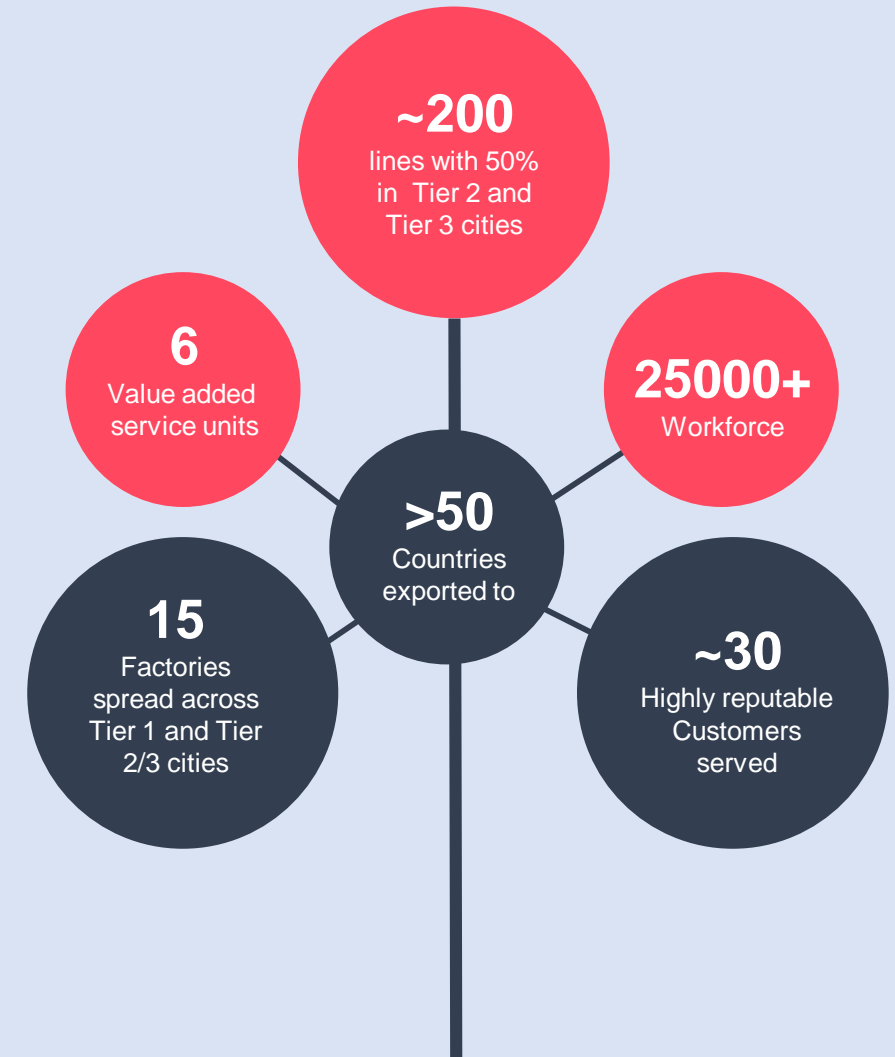 ~200
lines with 50%
in Tier 2 and
Tier 3 cities
6
Value added
service units
25000+
Workforce
>50
Countries
exported to
15
Factories
spread across
Tier 1 and Tier
2/3 cities
~30
Highly reputable
Customers
served